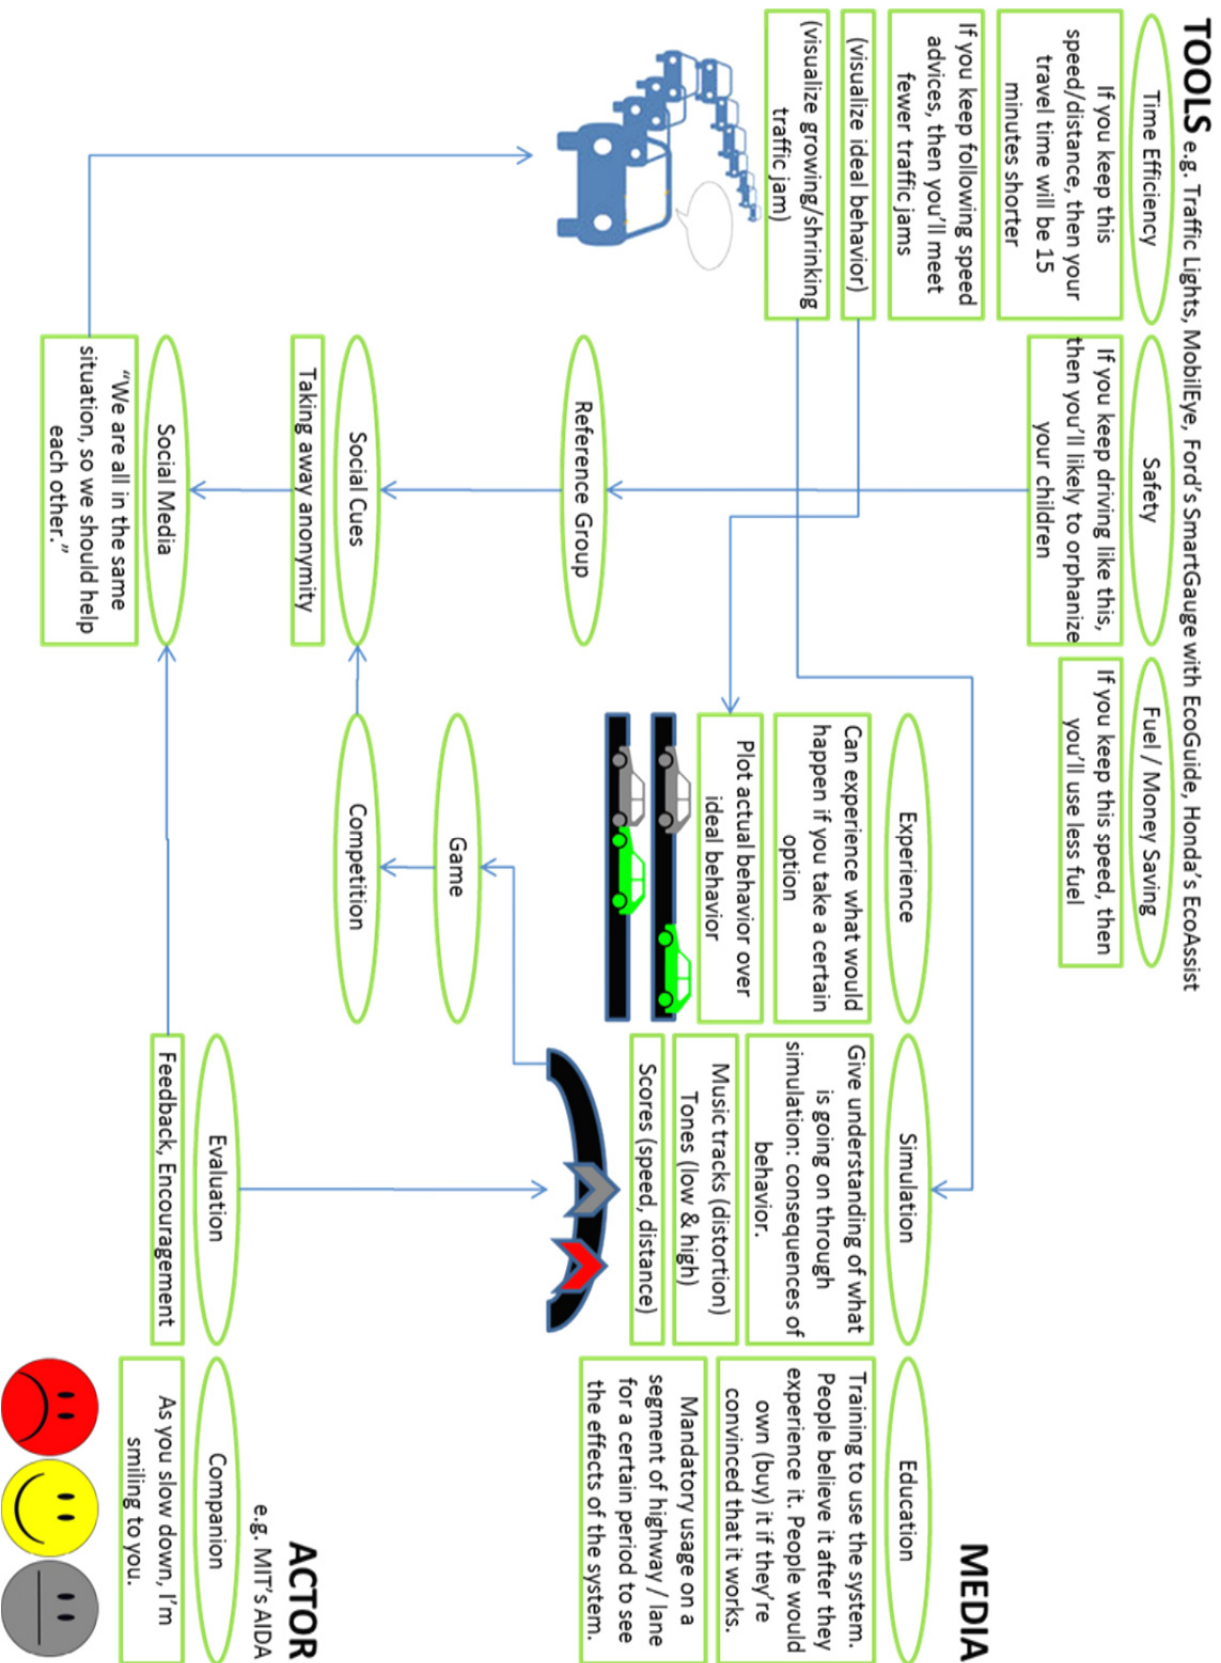 TOOLS e.g. Traffic Lights, MobilEye, Ford's SmartGauge with EcoGuide, Honda's EcoAssist
Time Efficiency
If you keep this
speed/distance, then your
travel time will be 15
minutes shorter
If you keep following speed
advices, then you'll meet
fewer traffic jams
(visualize ideal behavior)
(visualize growing/shrinking
traffic jam)
Safety
If you keep driving like this,
then you'll likely to orphanize
your children
Fuel / Money Saving
If you keep this speed, then
you'll use less fuel
MEDIA
Experience
Can experience what would
happen if you take a certain
option
Plot actual behavior over
ideal behavior
Simulation
Give understanding of what
is going on through
simulation: consequences of
behavior.
Music tracks (distortion)
Tones (low & high)
Scores (speed, distance)
Education
Training to use the system.
People believe it after they
experience it. People would
own (buy) it if they're
convinced that it works.
Mandatory usage on a
segment of highway / lane
for a certain period to see
the effects of the system.
Reference Group
Game
Social Cues
Taking away anonymity
Competition
ACTOR
e.g. MIT's AIDA
Social Media
"We are all in the same
situation, so we should help
each other."
Evaluation
Feedback, Encouragement
Companion
As you slow down, I'm
smiling to you.